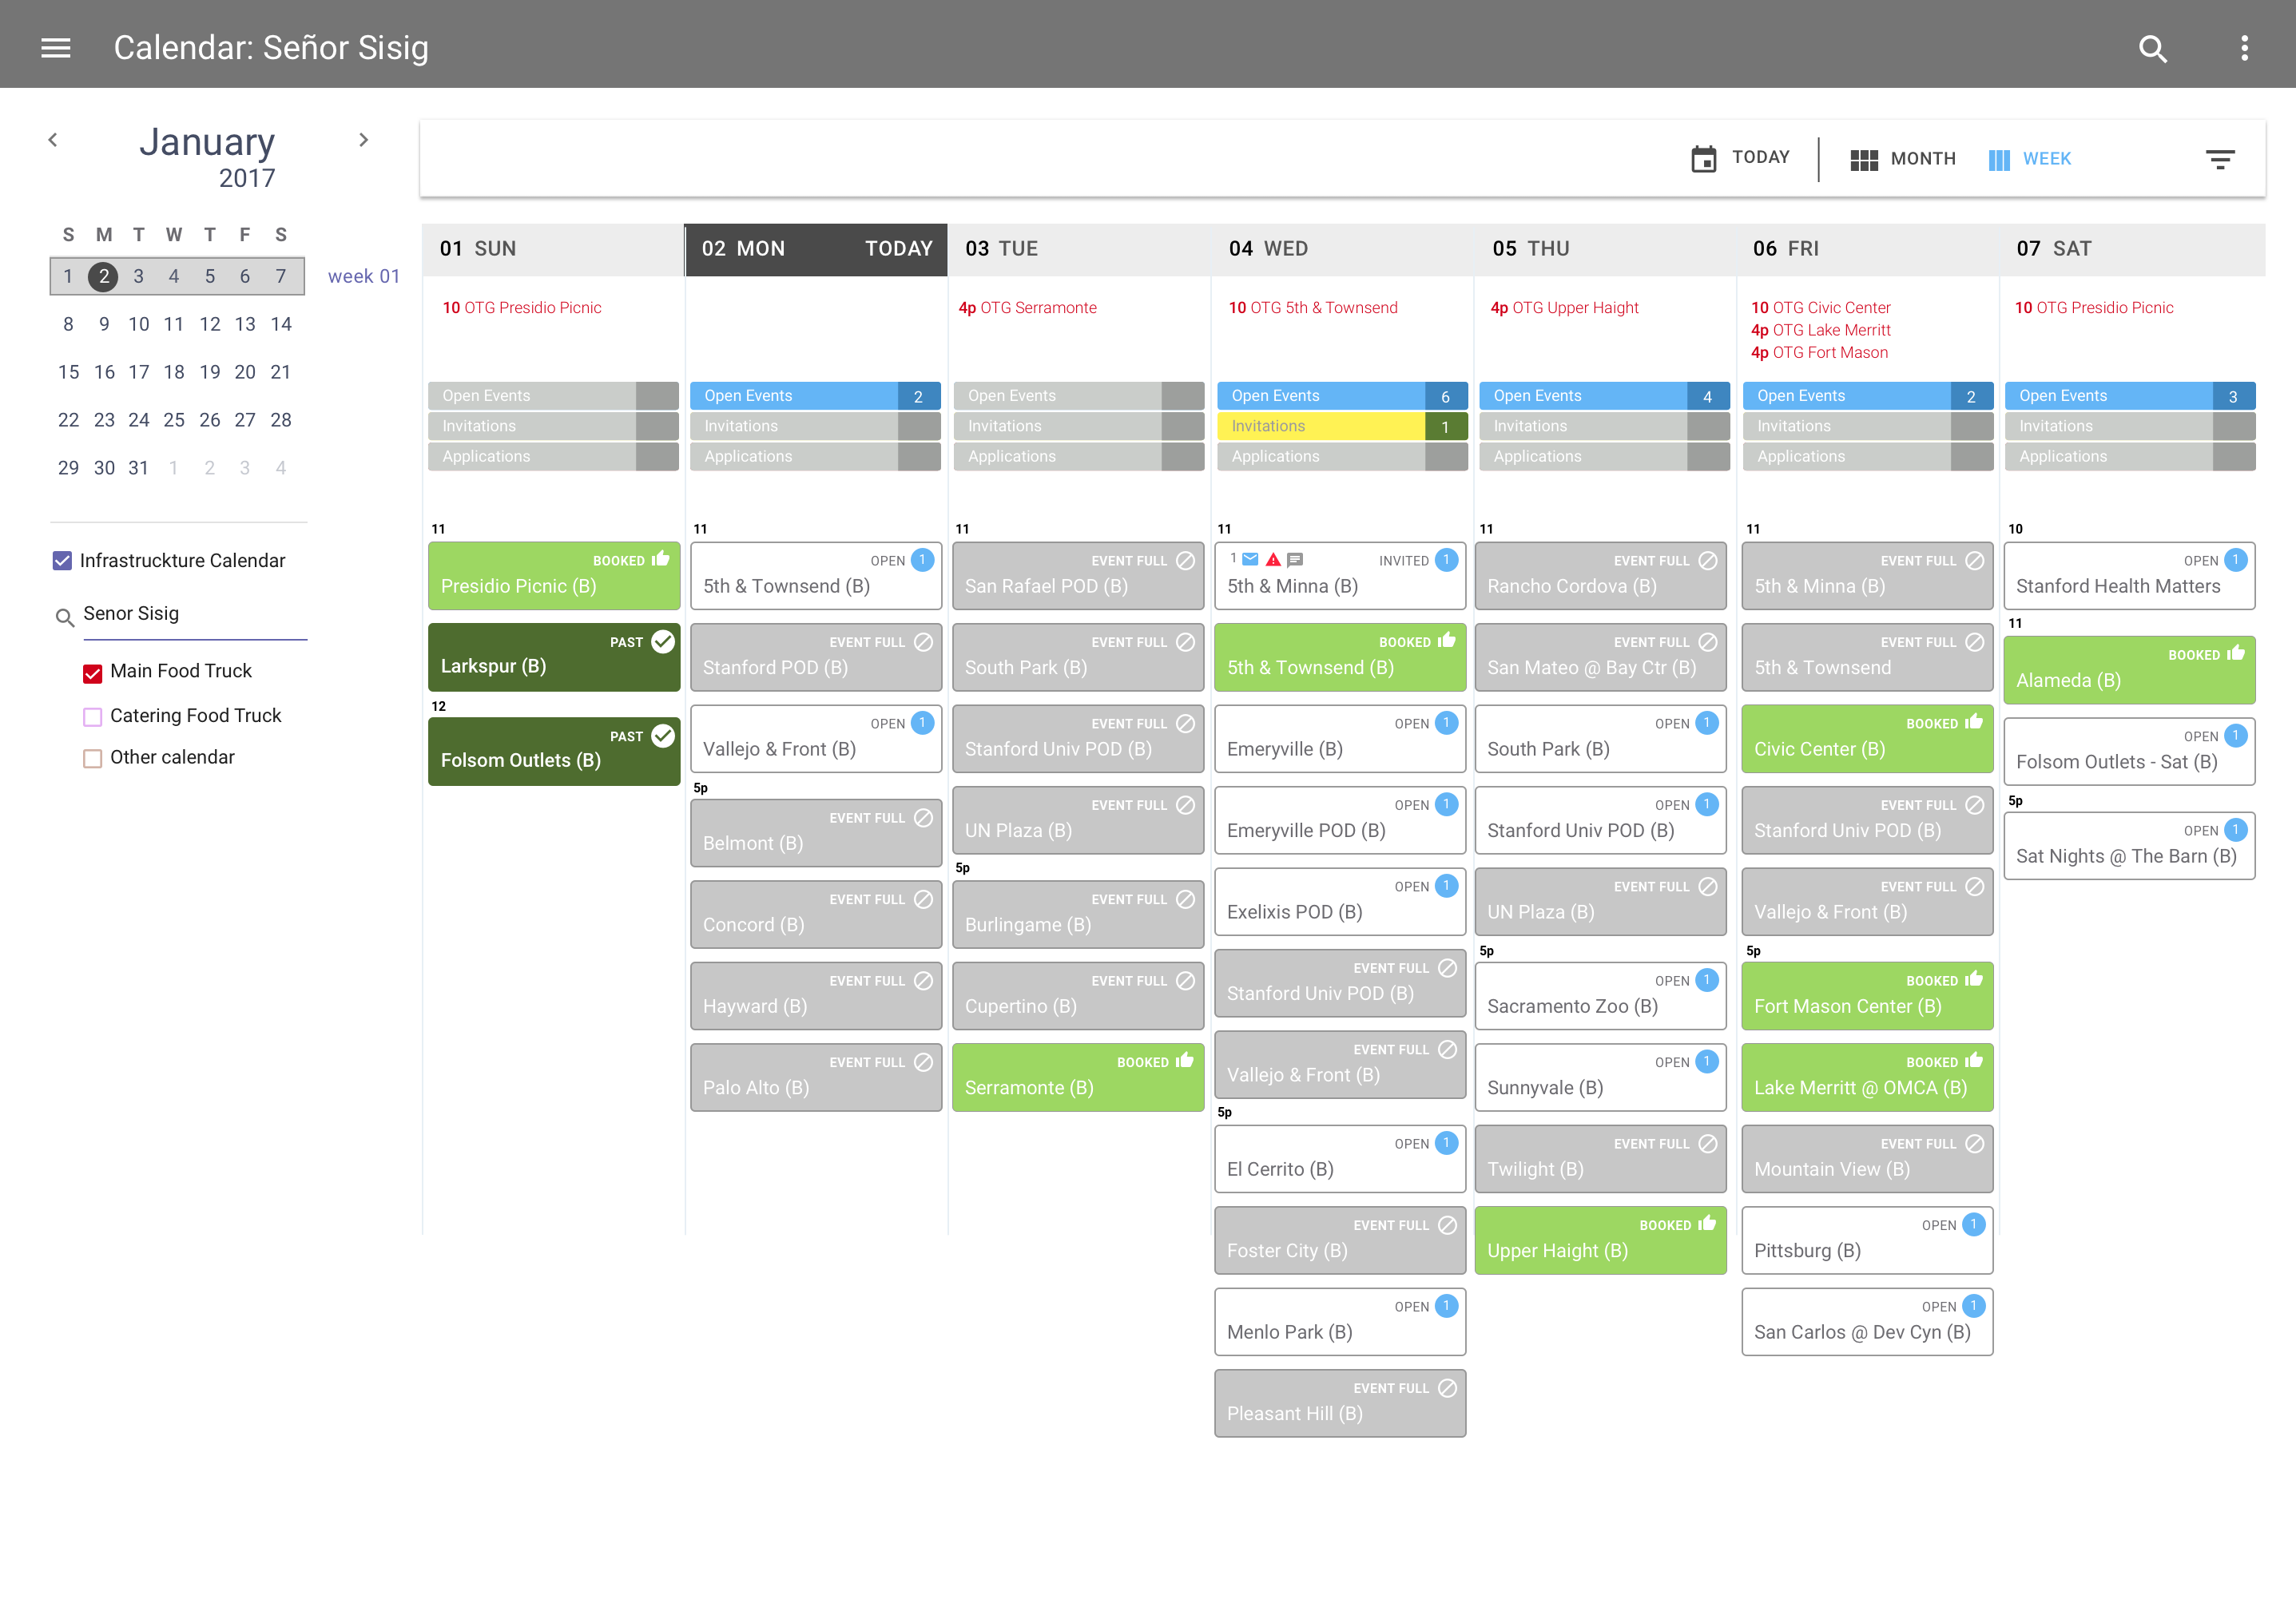 Calendar: Señor Sisig
January
2017
S M T W T F S
1 2 3 4 5 6 7 week 01
8 9 10 11 12 13 14
15 16 17 18 19 20 21
22 23 24 25 26 27 28
29 30 31 1 2 3 4
Infrastruckture Calendar
Senor Sisig
Main Food Truck
Catering Food Truck
Other calendar
TODAY MONTH WEEK
01 SUN
10 OTG Presidio Picnic
Open Events
Invitations
Applications
11
BOOKED
Presidio Picnic (B)
PAST
Larkspur (B)
12
PAST
Folsom Outlets (B)
02 MON TODAY
Open Events 2
Invitations
Applications
11
OPEN 1
5th & Townsend (B)
EVENT FULL
Stanford POD (B)
OPEN 1
Vallejo & Front (B)
5p
EVENT FULL
Belmont (B)
EVENT FULL
Concord (B)
EVENT FULL
Hayward (B)
EVENT FULL
Palo Alto (B)
03 TUE
4p OTG Serramonte
Open Events
Invitations
Applications
11
EVENT FULL
San Rafael POD (B)
EVENT FULL
South Park (B)
EVENT FULL
Stanford Univ POD (B)
EVENT FULL
UN Plaza (B)
5p
EVENT FULL
Burlingame (B)
EVENT FULL
Cupertino (B)
BOOKED
Serramonte (B)
04 WED
10 OTG 5th & Townsend
Open Events 6
Invitations 1
Applications
11
1 INVITED 1
5th & Minna (B)
BOOKED
5th & Townsend (B)
OPEN 1
Emeryville (B)
OPEN 1
Emeryville POD (B)
OPEN 1
Exelixis POD (B)
EVENT FULL
Stanford Univ POD (B)
EVENT FULL
Vallejo & Front (B)
5p
OPEN 1
El Cerrito (B)
EVENT FULL
Foster City (B)
OPEN 1
Menlo Park (B)
EVENT FULL
Pleasant Hill (B)
05 THU
4p OTG Upper Haight
Open Events 4
Invitations
Applications
11
EVENT FULL
Rancho Cordova (B)
EVENT FULL
San Mateo @ Bay Ctr (B)
OPEN 1
South Park (B)
OPEN 1
Stanford Univ POD (B)
EVENT FULL
UN Plaza (B)
5p
OPEN 1
Sacramento Zoo (B)
OPEN 1
Sunnyvale (B)
EVENT FULL
Twilight (B)
BOOKED
Upper Haight (B)
06 FRI
10 OTG Civic Center
4p OTG Lake Merritt
4p OTG Fort Mason
Open Events 2
Invitations
Applications
11
EVENT FULL
5th & Minna (B)
EVENT FULL
5th & Townsend
BOOKED
Civic Center (B)
EVENT FULL
Stanford Univ POD (B)
EVENT FULL
Vallejo & Front (B)
5p
BOOKED
Fort Mason Center (B)
BOOKED
Lake Merritt @ OMCA (B)
EVENT FULL
Mountain View (B)
OPEN 1
Pittsburg (B)
OPEN 1
San Carlos @ Dev Cyn (B)
07 SAT
10 OTG Presidio Picnic
Open Events 3
Invitations
Applications
10
OPEN 1
Stanford Health Matters
11
BOOKED
Alameda (B)
OPEN 1
Folsom Outlets - Sat (B)
5p
OPEN 1
Sat Nights @ The Barn (B)